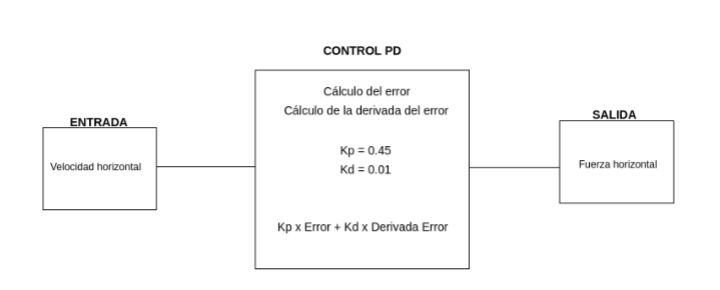 CONTROL PD
Cálculo del error
Cálculo de la derivada del error
Kp = 0.45
Kd = 0.01
Kp x Error + Kd x Derivada Error
ENTRADA
Velocidad horizontal
SALIDA
Fuerza horizontal